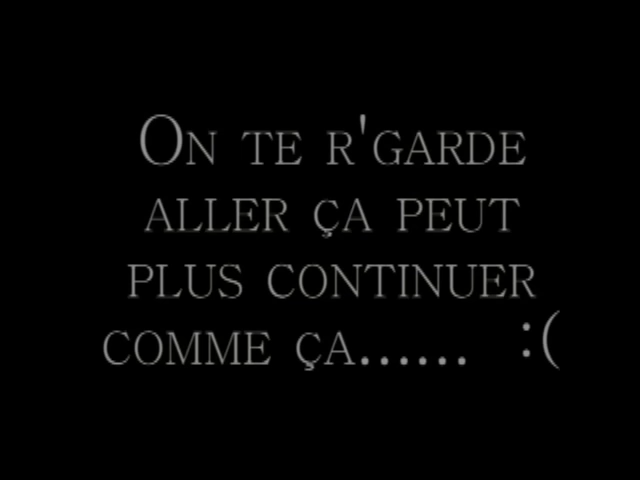 On te r'garde
aller ça peut
plus continuer
comme ça...... :(